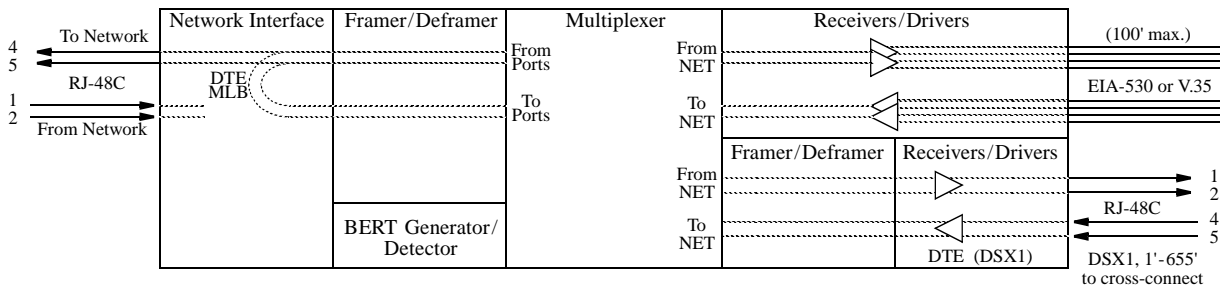 Network Interface
Framer/Deframer
Multiplexer
Receivers/Drivers
To Network
4
5
RJ-48C
1
2
From Network
DTE
MLB
From
Ports
To
Ports
From
NET
To
NET
(100' max.)
EIA-530 or V.35
Framer/Deframer
Receivers/Drivers
From
NET
To
NET
1
2
RJ-48C
4
5
BERT Generator/
Detector
DTE (DSX1)
DSX1, 1'-655'
to cross-connect